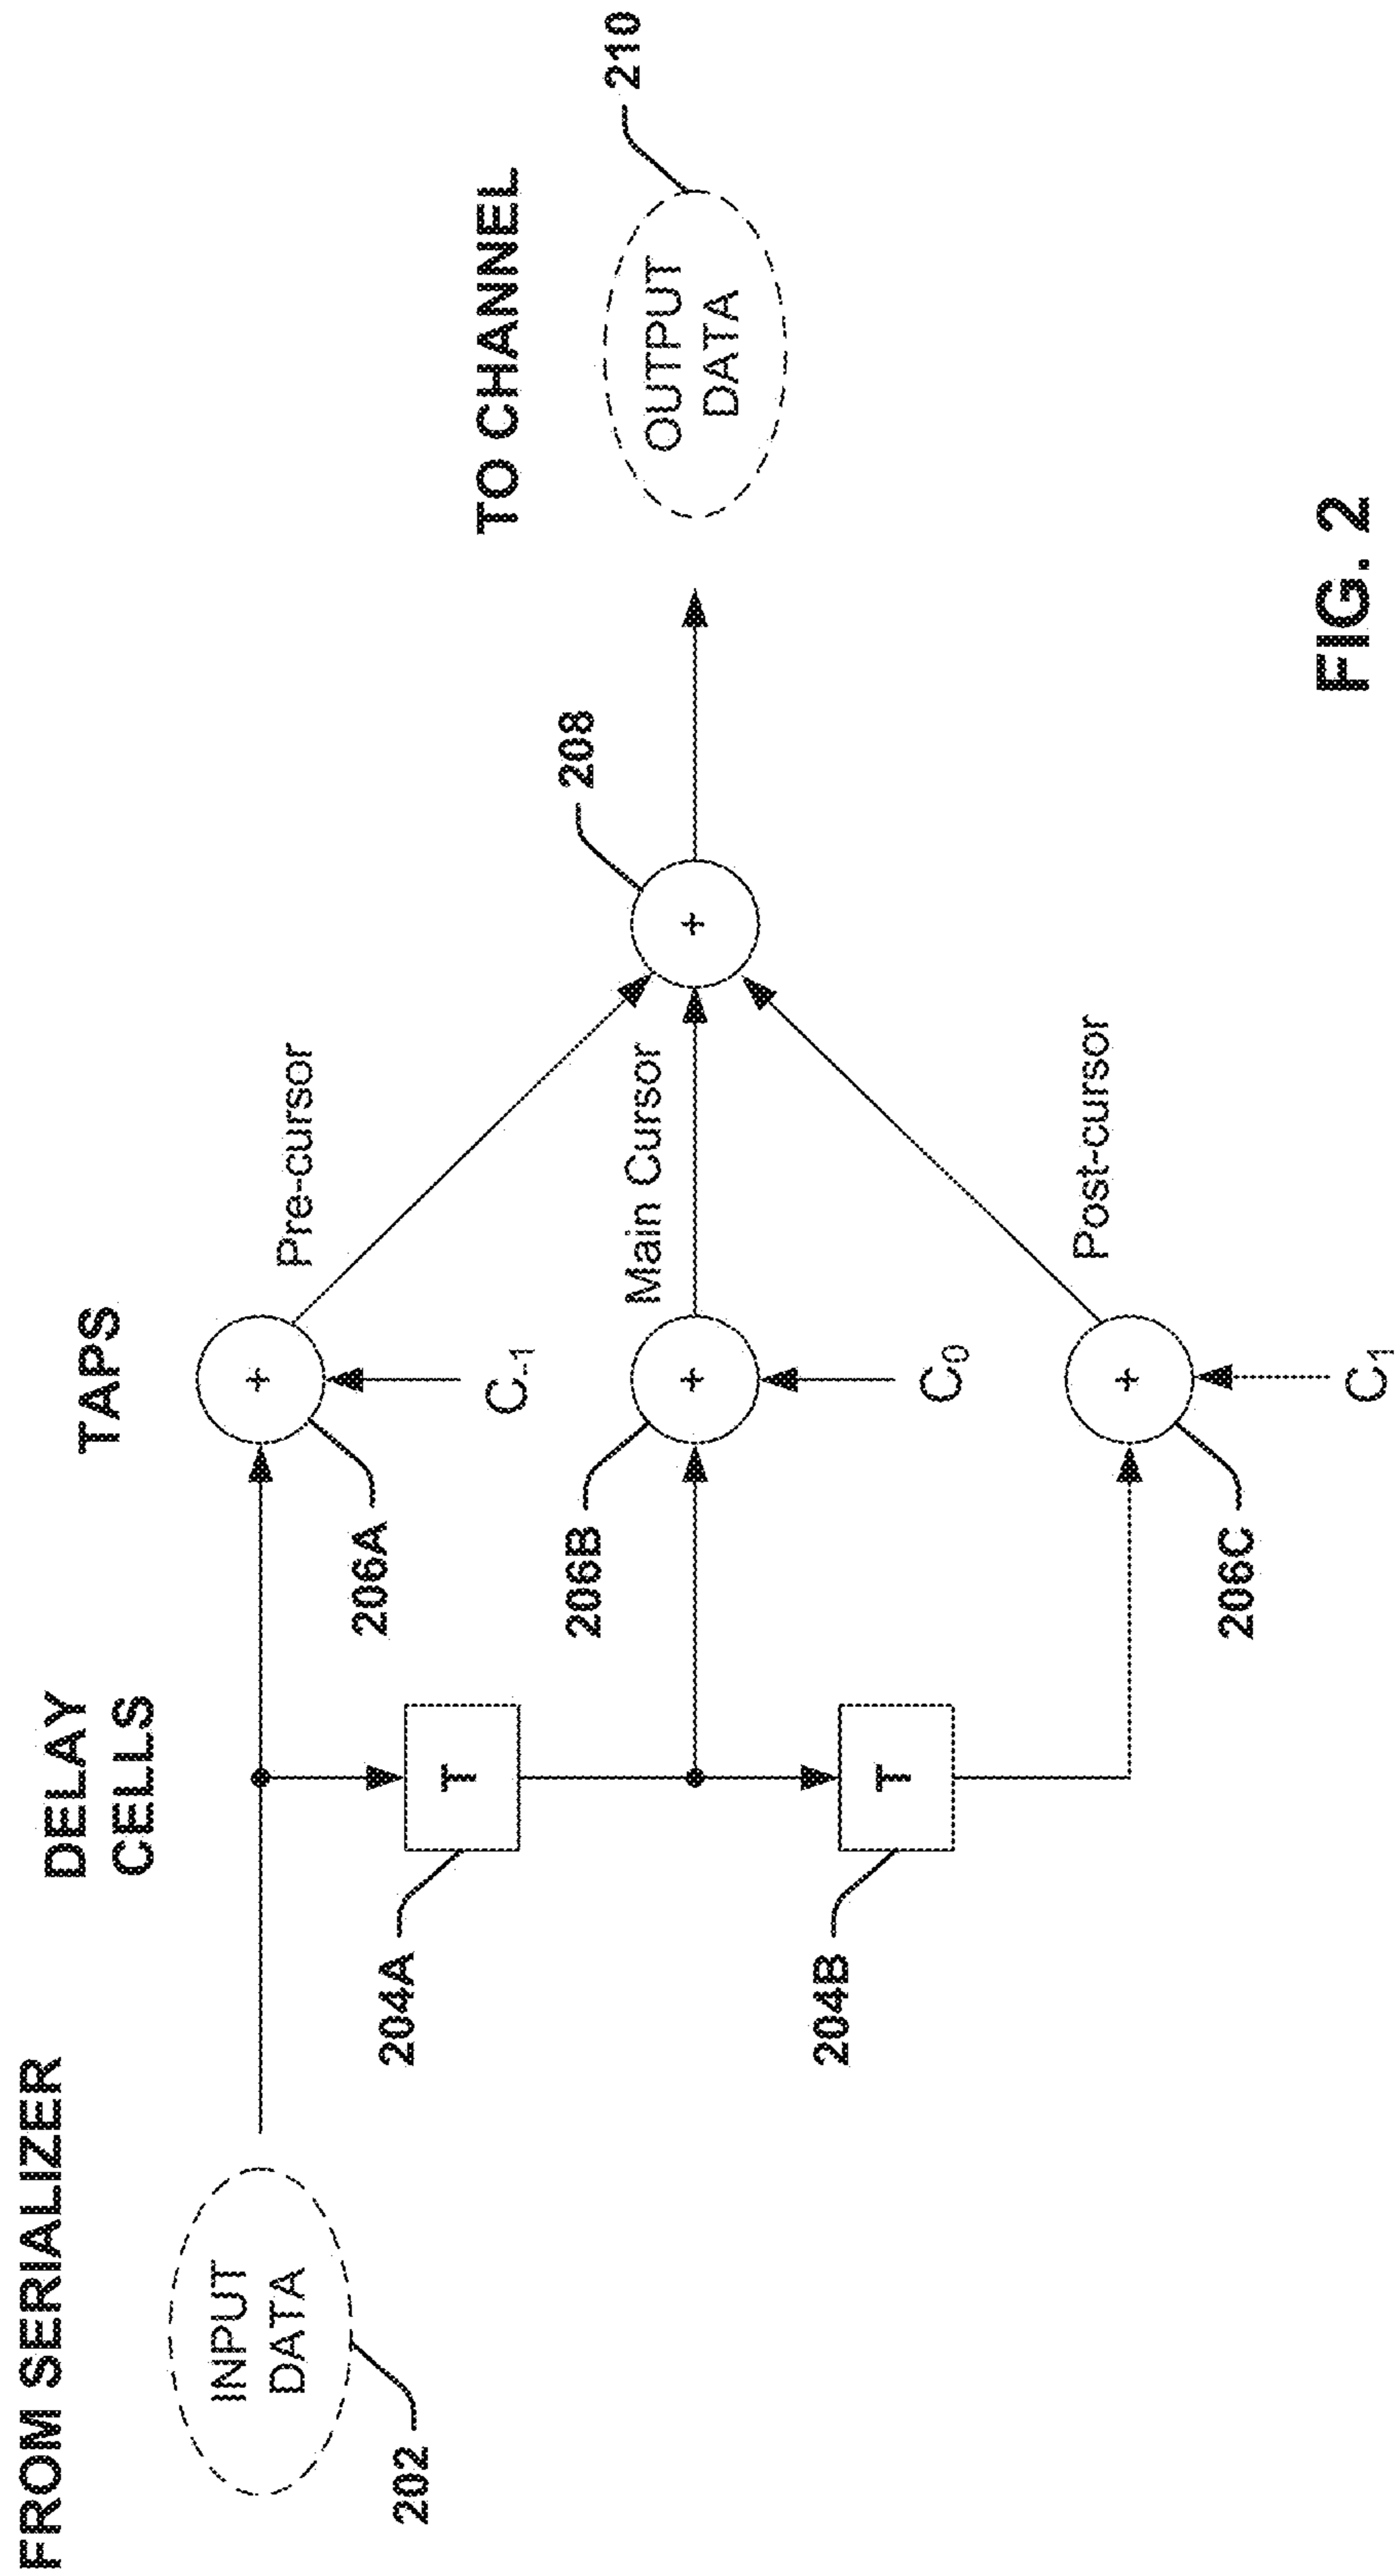 FROM SERIALIZER
DELAY
CELLS
TAPS
TO CHANNEL
INPUT
DATA
202
204A
T
204B
T
206A
+
C-1
Pre-cursor
206B
+
C0
Main Cursor
206C
+
C1
Post-cursor
208
+
OUTPUT
DATA
210
FIG. 2